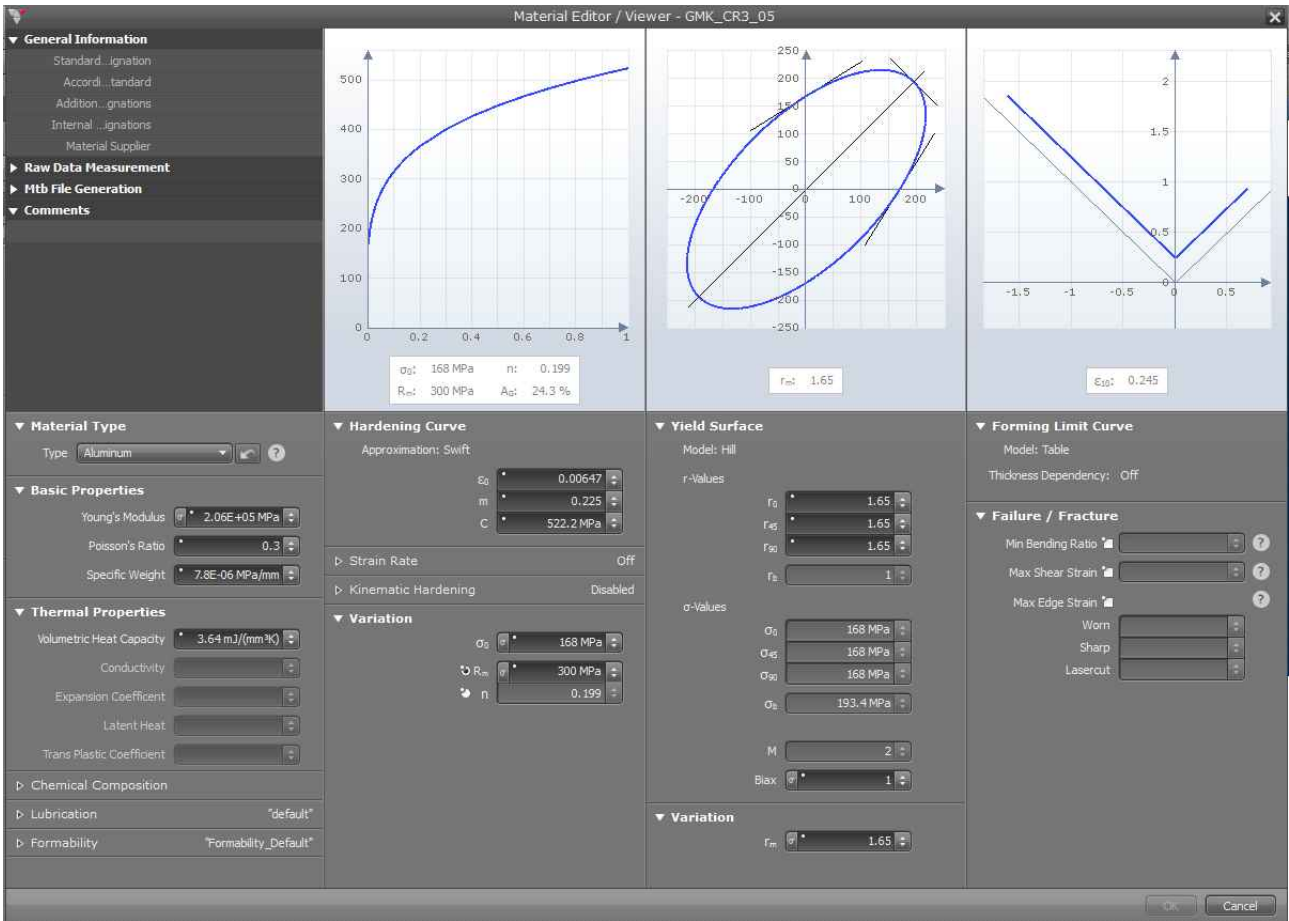 Material Editor / Viewer - GMK_CR3_05
General Information
Standard...ignation
Accordi...tandard
Addition...gnations
Internal ...ignations
Material Supplier
Raw Data Measurement
Mtb File Generation
Comments
500
400
300
200
100
0
0 0.2 0.4 0.6 0.8 1
σ₀: 168 MPa n: 0.199
Rₘ: 300 MPa A_G: 24.3 %
250
200
150
100
50
0
-200 -100 0 100 200
-50
-100
-150
-200
-250
rₘ: 1.65
2
1.5
1
0.5
0
-1.5 -1 -0.5 0 0.5
ε₁₀: 0.245
Material Type
Type Aluminum ?
Basic Properties
Young's Modulus σ 2.06E+05 MPa
Poisson's Ratio 0.3
Specific Weight 7.8E-06 MPa/mm
Thermal Properties
Volumetric Heat Capacity 3.64 mJ/(mm³K)
Conductivity
Expansion Coefficent
Latent Heat
Trans Plastic Coefficient
Chemical Composition
Lubrication "default"
Formability "Formability_Default"
Hardening Curve
Approximation: Swift
ε₀ 0.00647
m 0.225
C 522.2 MPa
Strain Rate Off
Kinematic Hardening Disabled
Variation
σ₀ σ 168 MPa
Rₘ σ 300 MPa
n 0.199
Yield Surface
Model: Hill
r-Values
r₀ 1.65
r₄₅ 1.65
r₉₀ 1.65
r_B 1
σ-Values
σ₀ 168 MPa
σ₄₅ 168 MPa
σ₉₀ 168 MPa
σ_B 193.4 MPa
M 2
Biax σ 1
Variation
rₘ σ 1.65
Forming Limit Curve
Model: Table
Thickness Dependency: Off
Failure / Fracture
Min Bending Ratio ?
Max Shear Strain ?
Max Edge Strain ?
Worn
Sharp
Lasercut
OK Cancel